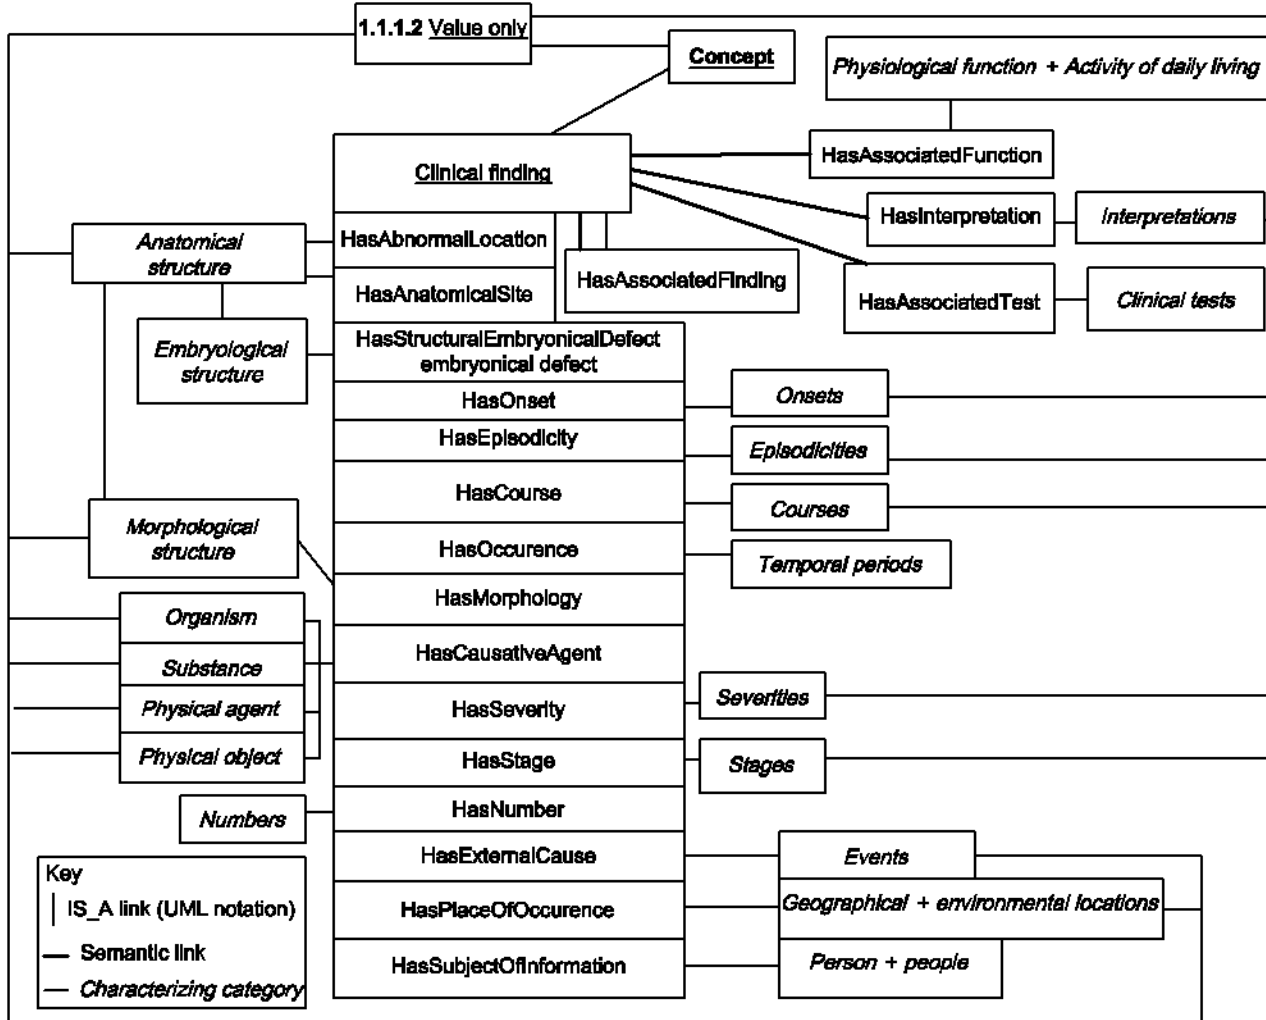 1.1.1.2 Value only
Concept
Physiological function + Activity of daily living
HasAssociatedFunction
Clinical finding
HasInterpretation
Interpretations
Anatomical
structure
HasAbnormalLocation
HasAssociatedFinding
HasAnatomicalSite
HasAssociatedTest
Clinical tests
Embryological
structure
HasStructuralEmbryonicalDefect
embryonical defect
HasOnset
Onsets
HasEpisodicity
Episodicities
HasCourse
Courses
Morphological
structure
HasOccurence
Temporal periods
HasMorphology
Organism
HasCausativeAgent
Substance
Physical agent
HasSeverity
Severities
Physical object
HasStage
Stages
Numbers
HasNumber
HasExternalCause
Events
HasPlaceOfOccurence
Geographical + environmental locations
HasSubjectOfInformation
Person + people
Key
IS_A link (UML notation)
Semantic link
Characterizing category